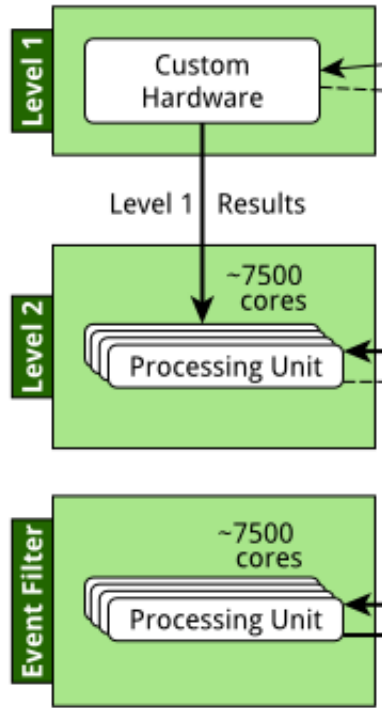 Level 1
Custom
Hardware
Level 1 Results
Level 2
~7500
cores
Processing Unit
Event Filter
~7500
cores
Processing Unit